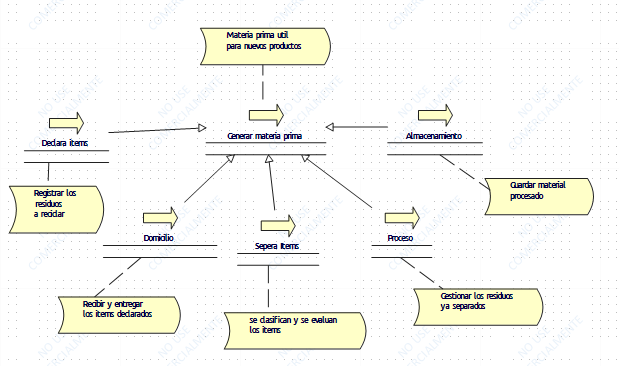 Materia prima util
para nuevos productos
Declara items
Generar materia prima
Almacenamiento
Registrar los
residuos
a reciclar
Guardar material
procesado
Domicilio
Sepera Items
Proceso
Recibir y entregar
los items declarados
se clasifican y se evaluan
los items
Gestionar los residuos
ya separados